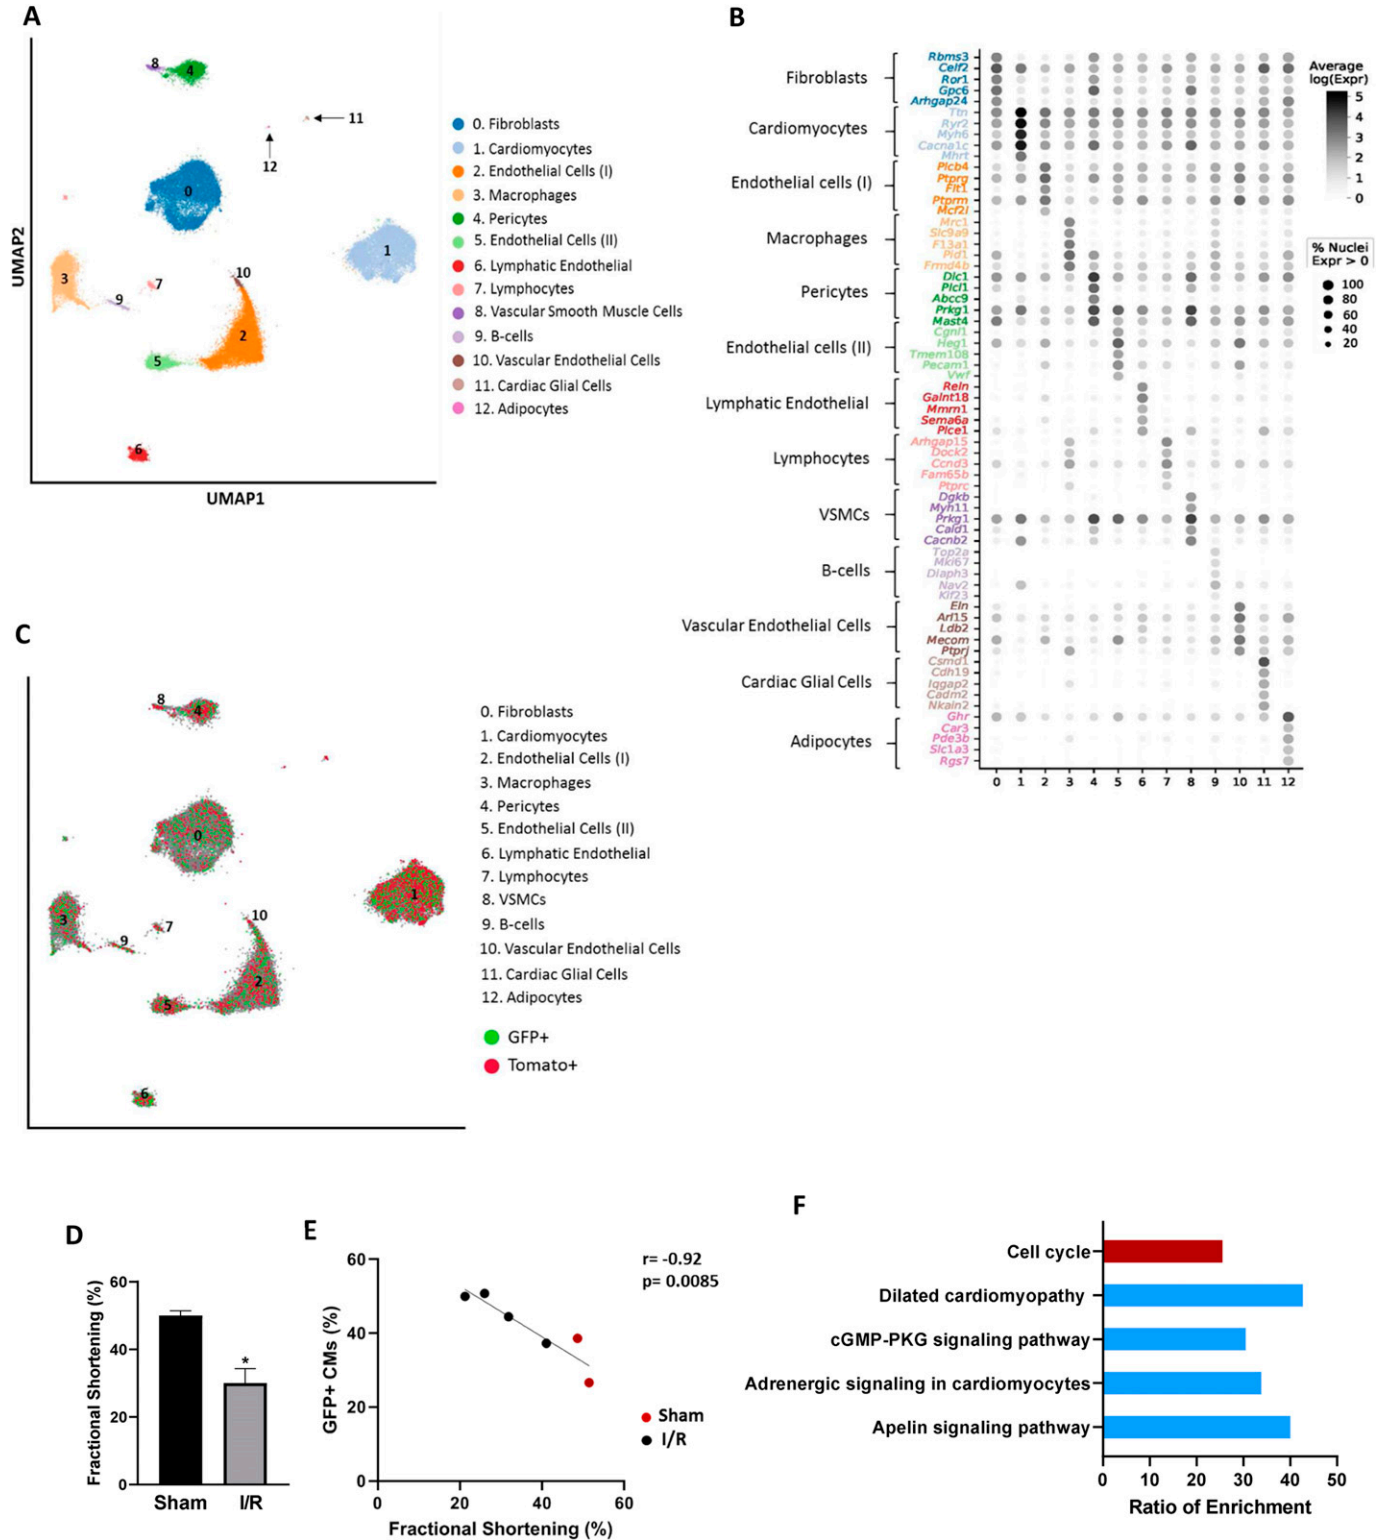 A
UMAP2
UMAP1
8
4
11
12
0
1
3
7
10
9
2
5
6
0. Fibroblasts
1. Cardiomyocytes
2. Endothelial Cells (I)
3. Macrophages
4. Pericytes
5. Endothelial Cells (II)
6. Lymphatic Endothelial
7. Lymphocytes
8. Vascular Smooth Muscle Cells
9. B-cells
10. Vascular Endothelial Cells
11. Cardiac Glial Cells
12. Adipocytes
B
Fibroblasts
Rbms3
Celf2
Ror1
Gpc6
Arhgap24
Cardiomyocytes
Ttn
Ryr2
Myh6
Cacna1c
Mhrt
Endothelial cells (I)
Plcb4
Ptprg
Flt1
Ptprm
Mcf2l
Macrophages
Mrc1
Slc9a9
F13a1
Pid1
Frmd4b
Pericytes
Dlc1
Plcl1
Abcc9
Prkg1
Mast4
Endothelial cells (II)
Cgnl1
Heg1
Tmem108
Pecam1
Vwf
Lymphatic Endothelial
Reln
Galnt18
Mmrn1
Sema6a
Plce1
Lymphocytes
Arhgap15
Dock2
Ccnd3
Fam65b
Ptprc
VSMCs
Dgkb
Myh11
Prkg1
Cald1
Cacnb2
B-cells
Top2a
Mki67
Diaph3
Nav2
Kif23
Vascular Endothelial Cells
Eln
Arl15
Ldb2
Mecom
Ptprj
Cardiac Glial Cells
Csmd1
Cdh19
Iqgap2
Cadm2
Nkain2
Adipocytes
Ghr
Car3
Pde3b
Slc1a3
Rgs7
0 1 2 3 4 5 6 7 8 9 10 11 12
Average
log(Expr)
5
4
3
2
1
0
% Nuclei
Expr > 0
100
80
60
40
20
C
8
4
0
1
3
7
10
9
2
5
6
0. Fibroblasts
1. Cardiomyocytes
2. Endothelial Cells (I)
3. Macrophages
4. Pericytes
5. Endothelial Cells (II)
6. Lymphatic Endothelial
7. Lymphocytes
8. VSMCs
9. B-cells
10. Vascular Endothelial Cells
11. Cardiac Glial Cells
12. Adipocytes
GFP+
Tomato+
D
Fractional Shortening (%)
60
40
20
0
*
Sham I/R
E
GFP+ CMs (%)
60
40
20
0
0 20 40 60
Fractional Shortening (%)
r= -0.92
p= 0.0085
Sham
I/R
F
Cell cycle
Dilated cardiomyopathy
cGMP-PKG signaling pathway
Adrenergic signaling in cardiomyocytes
Apelin signaling pathway
0 10 20 30 40 50
Ratio of Enrichment